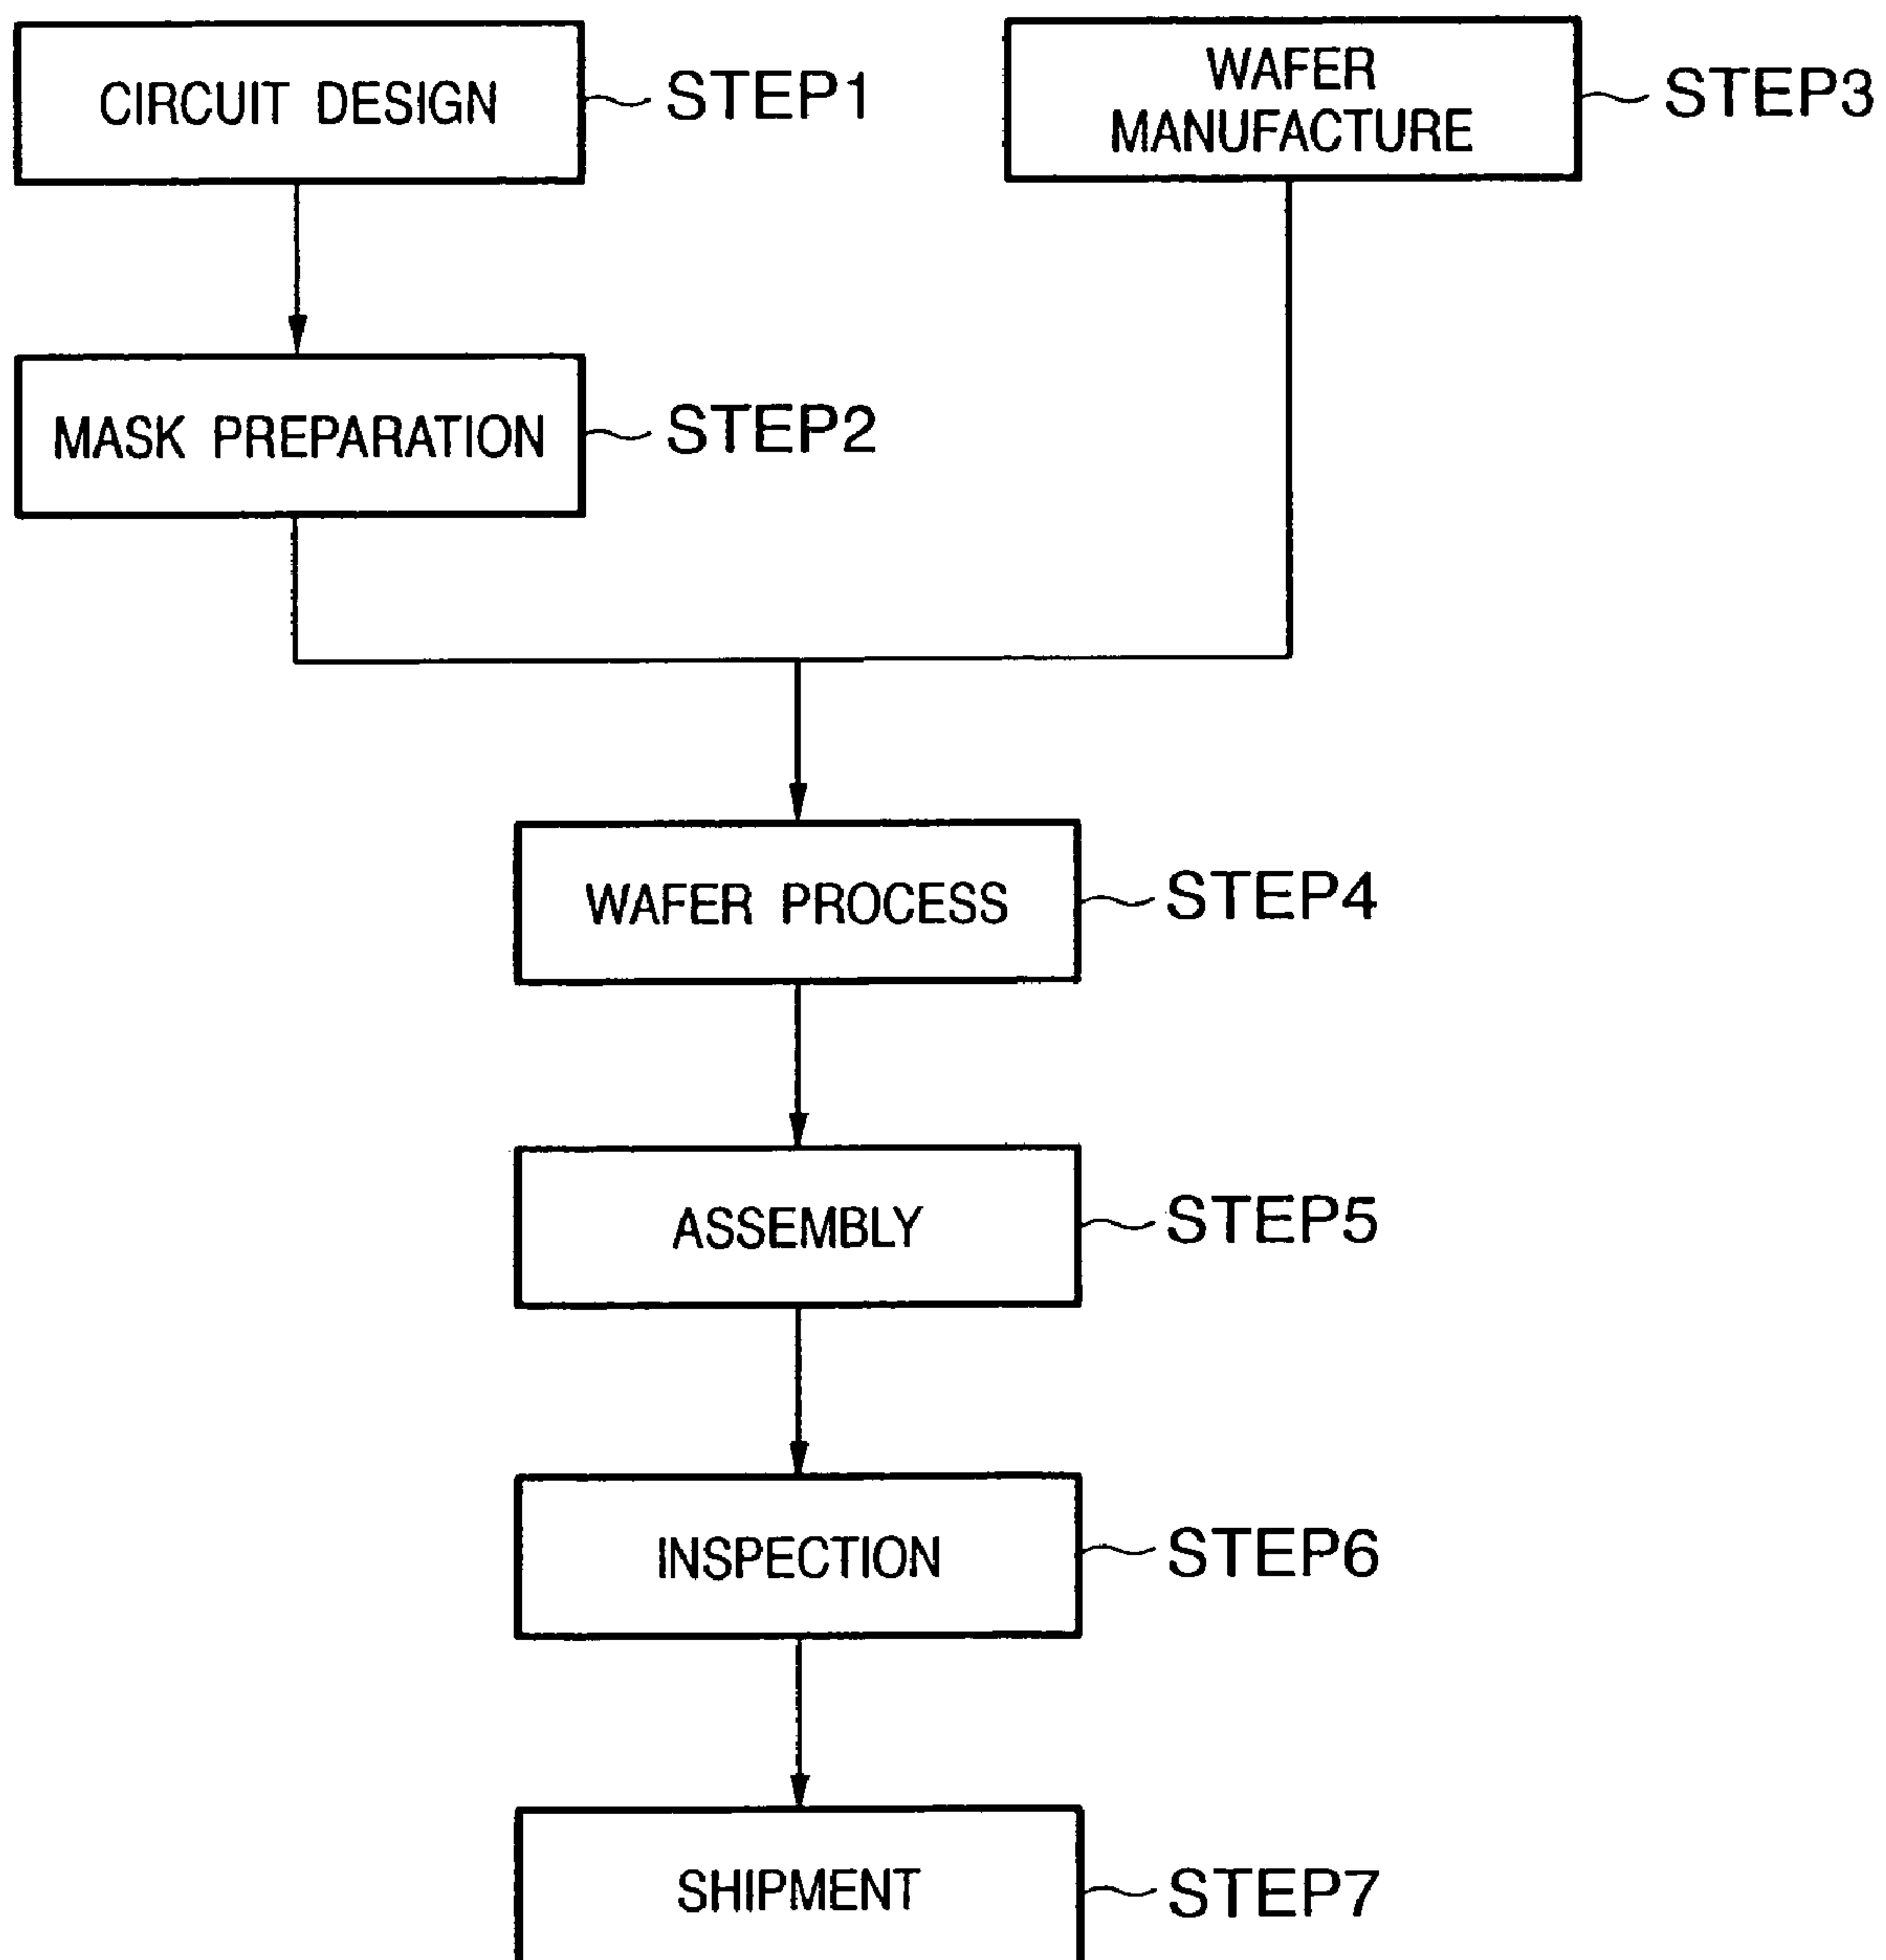 CIRCUIT DESIGN
STEP1
WAFER
MANUFACTURE
STEP3
MASK PREPARATION
STEP2
WAFER PROCESS
STEP4
ASSEMBLY
STEP5
INSPECTION
STEP6
SHIPMENT
STEP7